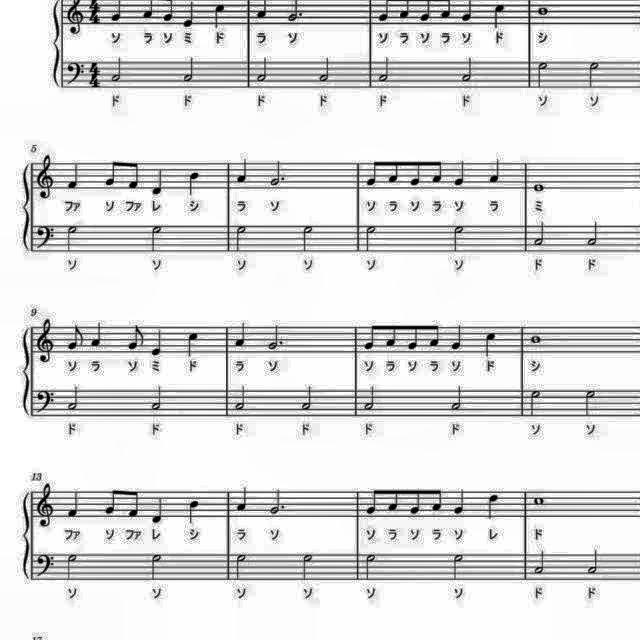 4 4
ソ ラ ソ ミ ド ラ ソ ソ ラ ソ ラ ソ ド シ
4 4
ド ド ド ド ド ド ソ ソ
5
ファ ソ ファ レ シ ラ ソ ソ ラ ソ ラ ソ ラ ミ
ソ ソ ソ ソ ソ ソ ド ド
9
ソ ラ ソ ミ ド ラ ソ ソ ラ ソ ラ ソ ド シ
ド ド ド ド ド ド ソ ソ
13
ファ ソ ファ レ シ ラ ソ ソ ラ ソ ラ ソ レ ド
ソ ソ ソ ソ ソ ソ ド ド